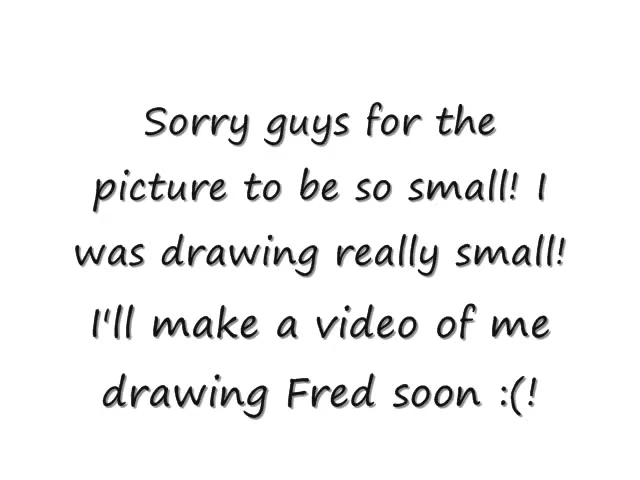 Sorry guys for the
picture to be so small! I
was drawing really small!
I'll make a video of me
drawing Fred soon :(!